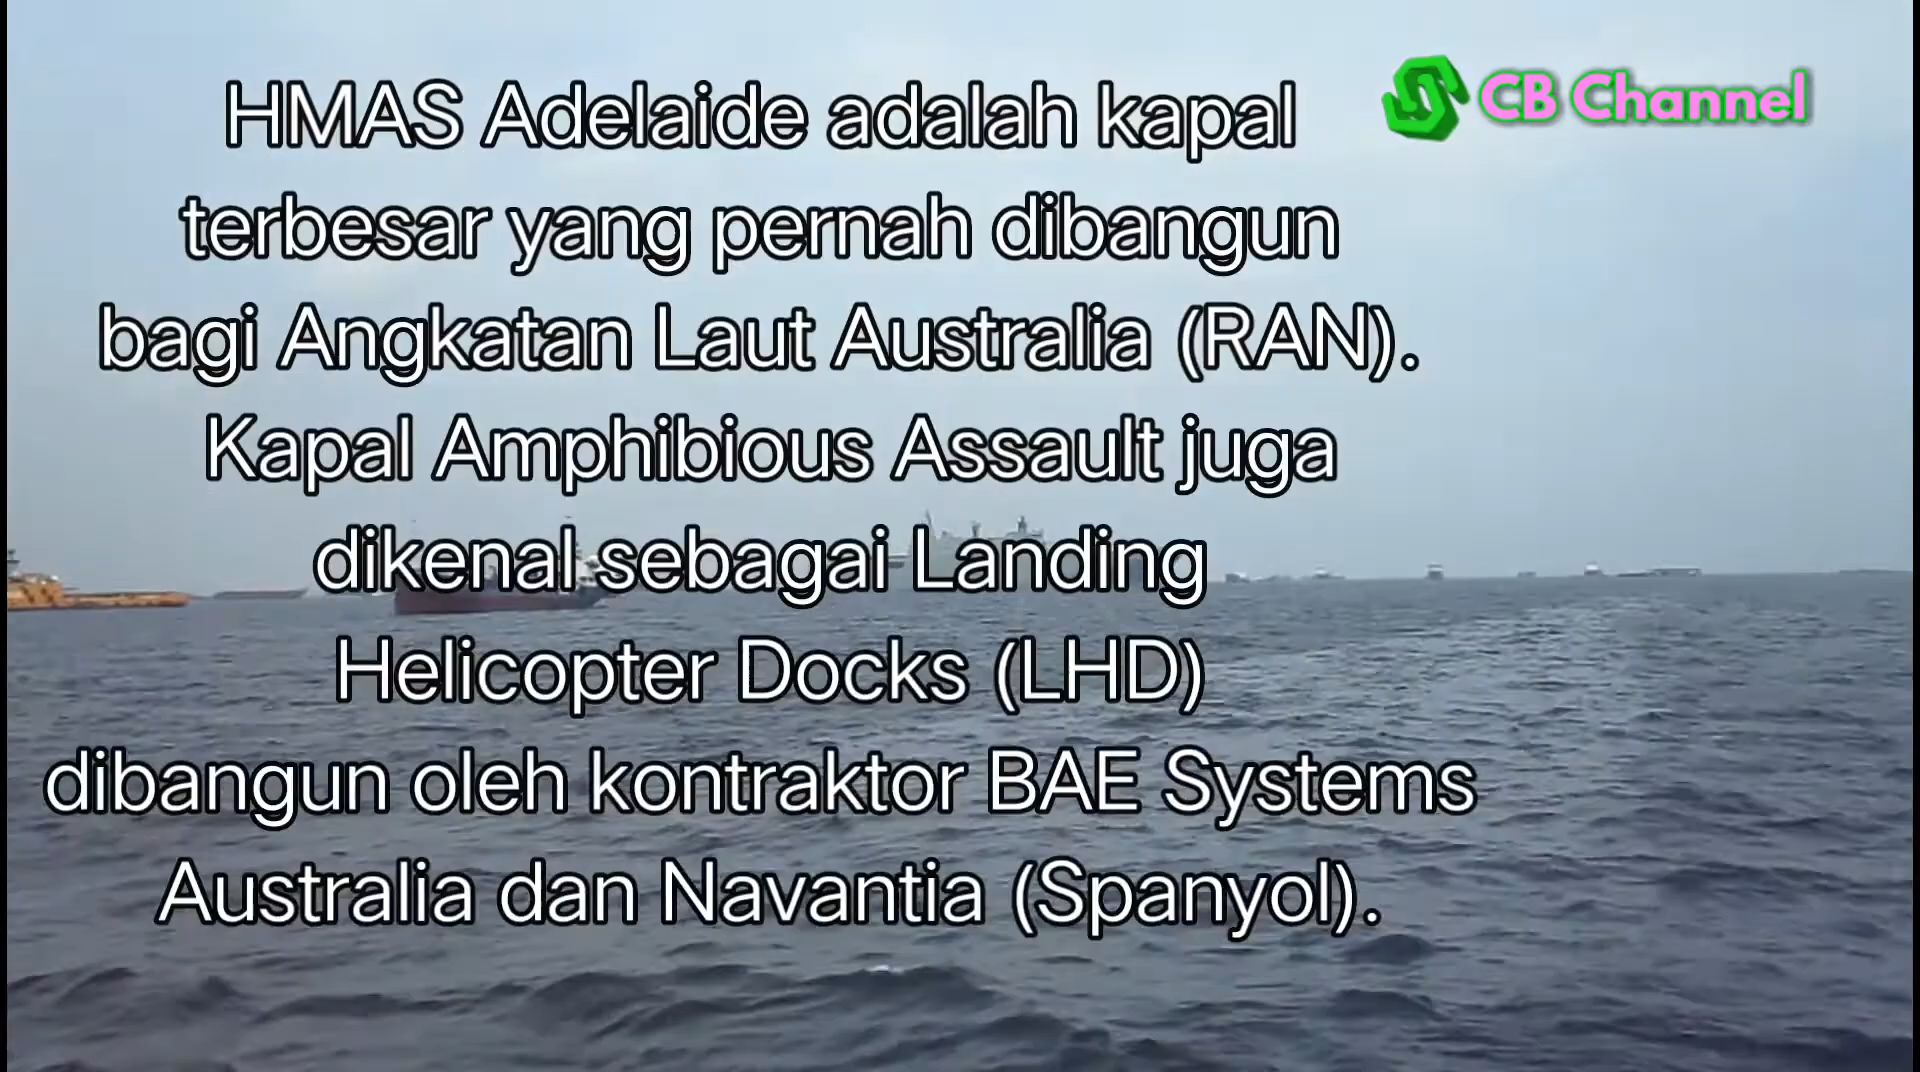 HMAS Adelaide adalah kapal
terbesar yang pernah dibangun
bagi Angkatan Laut Australia (RAN).
Kapal Amphibious Assault juga
dikenal sebagai Landing
Helicopter Docks (LHD)
dibangun oleh kontraktor BAE Systems
Australia dan Navantia (Spanyol).
CB Channel